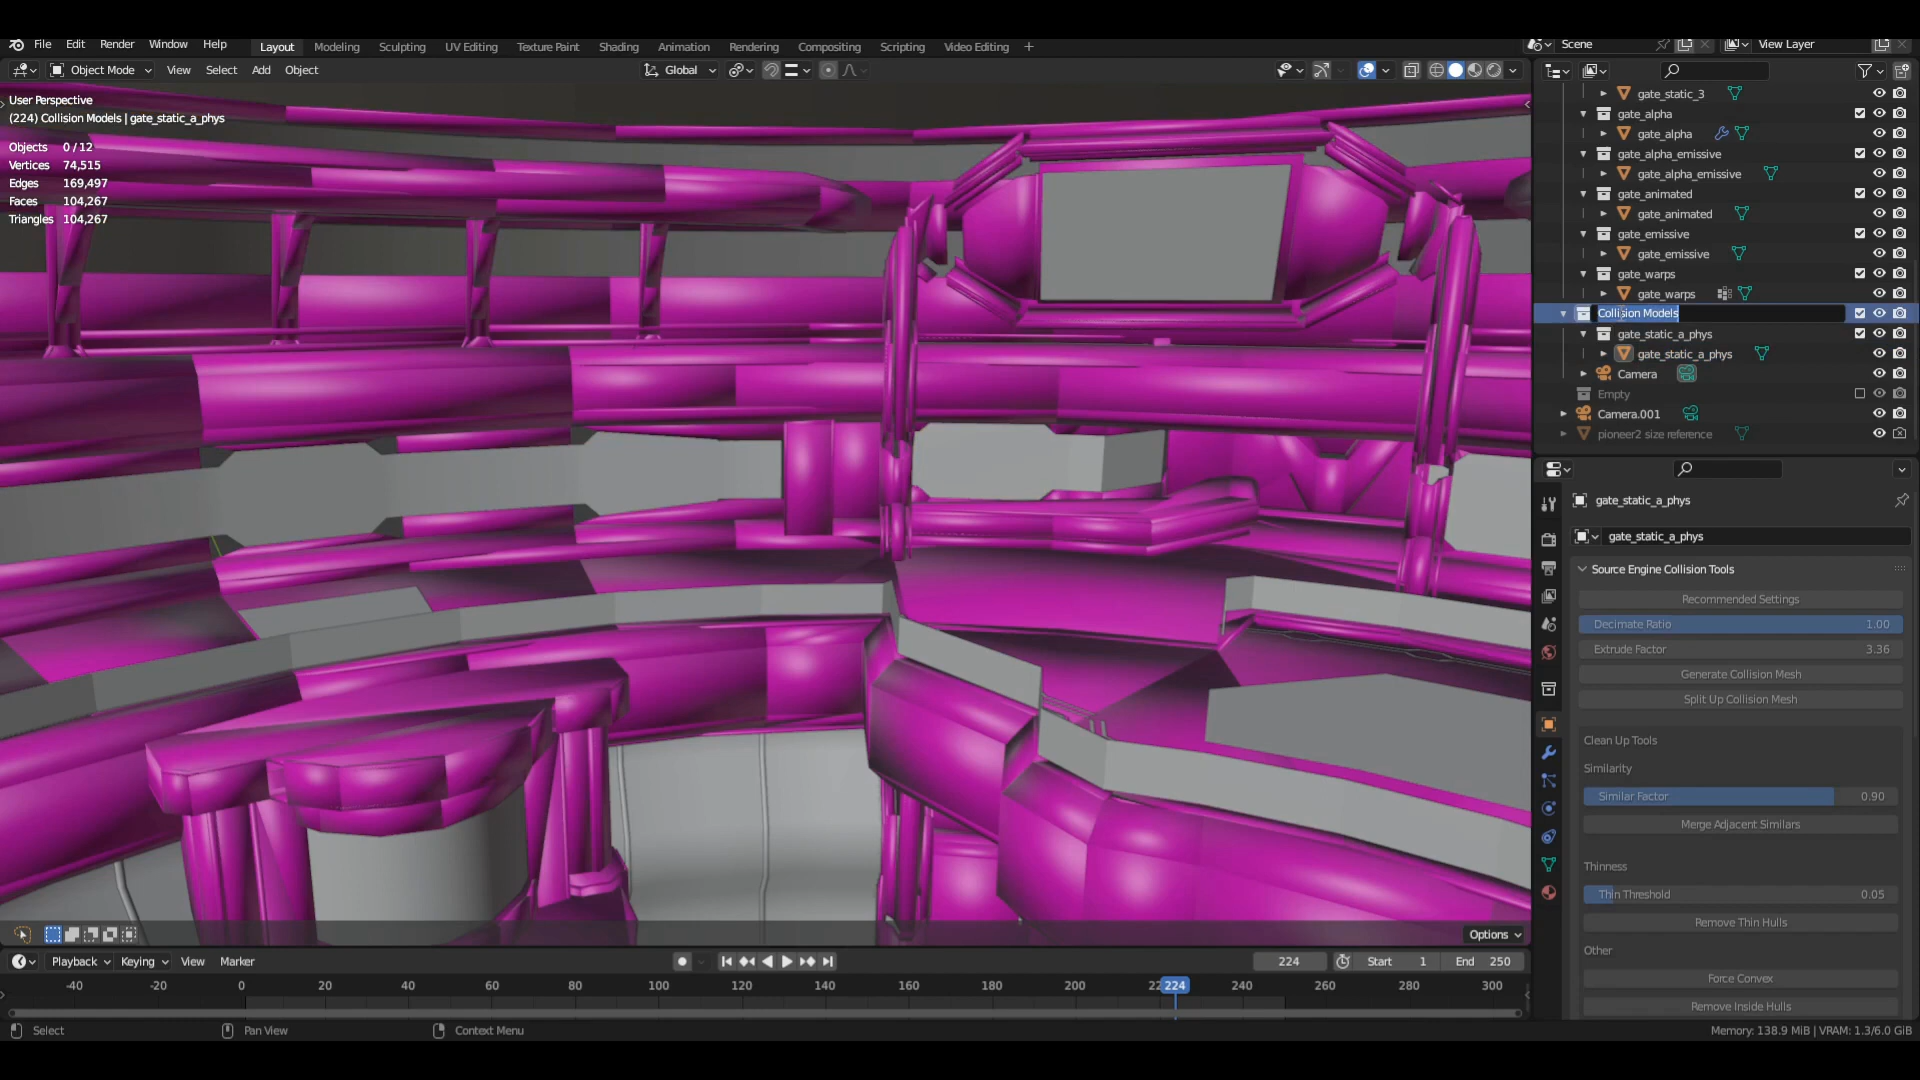 File Edit Render Window Help Layout Modeling Sculpting UV Editing Texture Paint Shading Animation Rendering Compositing Scripting Video Editing + Scene View Layer
Object Mode View Select Add Object Global
User Perspective
(224) Collision Models | gate_static_a_phys
Objects 0 / 12
Vertices 74,515
Edges 169,497
Faces 104,267
Triangles 104,267
gate_static_3
gate_alpha
gate_alpha
gate_alpha_emissive
gate_alpha_emissive
gate_animated
gate_animated
gate_emissive
gate_emissive
gate_warps
gate_warps
Collision Models
gate_static_a_phys
gate_static_a_phys
Camera
Empty
Camera.001
pioneer2 size reference
gate_static_a_phys
gate_static_a_phys
Source Engine Collision Tools
Recommended Settings
Decimate Ratio 1.00
Extrude Factor 3.36
Generate Collision Mesh
Split Up Collision Mesh
Clean Up Tools
Similarity
Similar Factor 0.90
Merge Adjacent Similars
Thinness
Thin Threshold 0.05
Remove Thin Hulls
Other
Force Convex
Remove Inside Hulls
Options
Playback Keying View Marker 224 Start 1 End 250
-40 -20 0 20 40 60 80 100 120 140 160 180 200 22 224 240 260 280 300
Select Pan View Context Menu Memory: 138.9 MiB | VRAM: 1.3/6.0 GiB